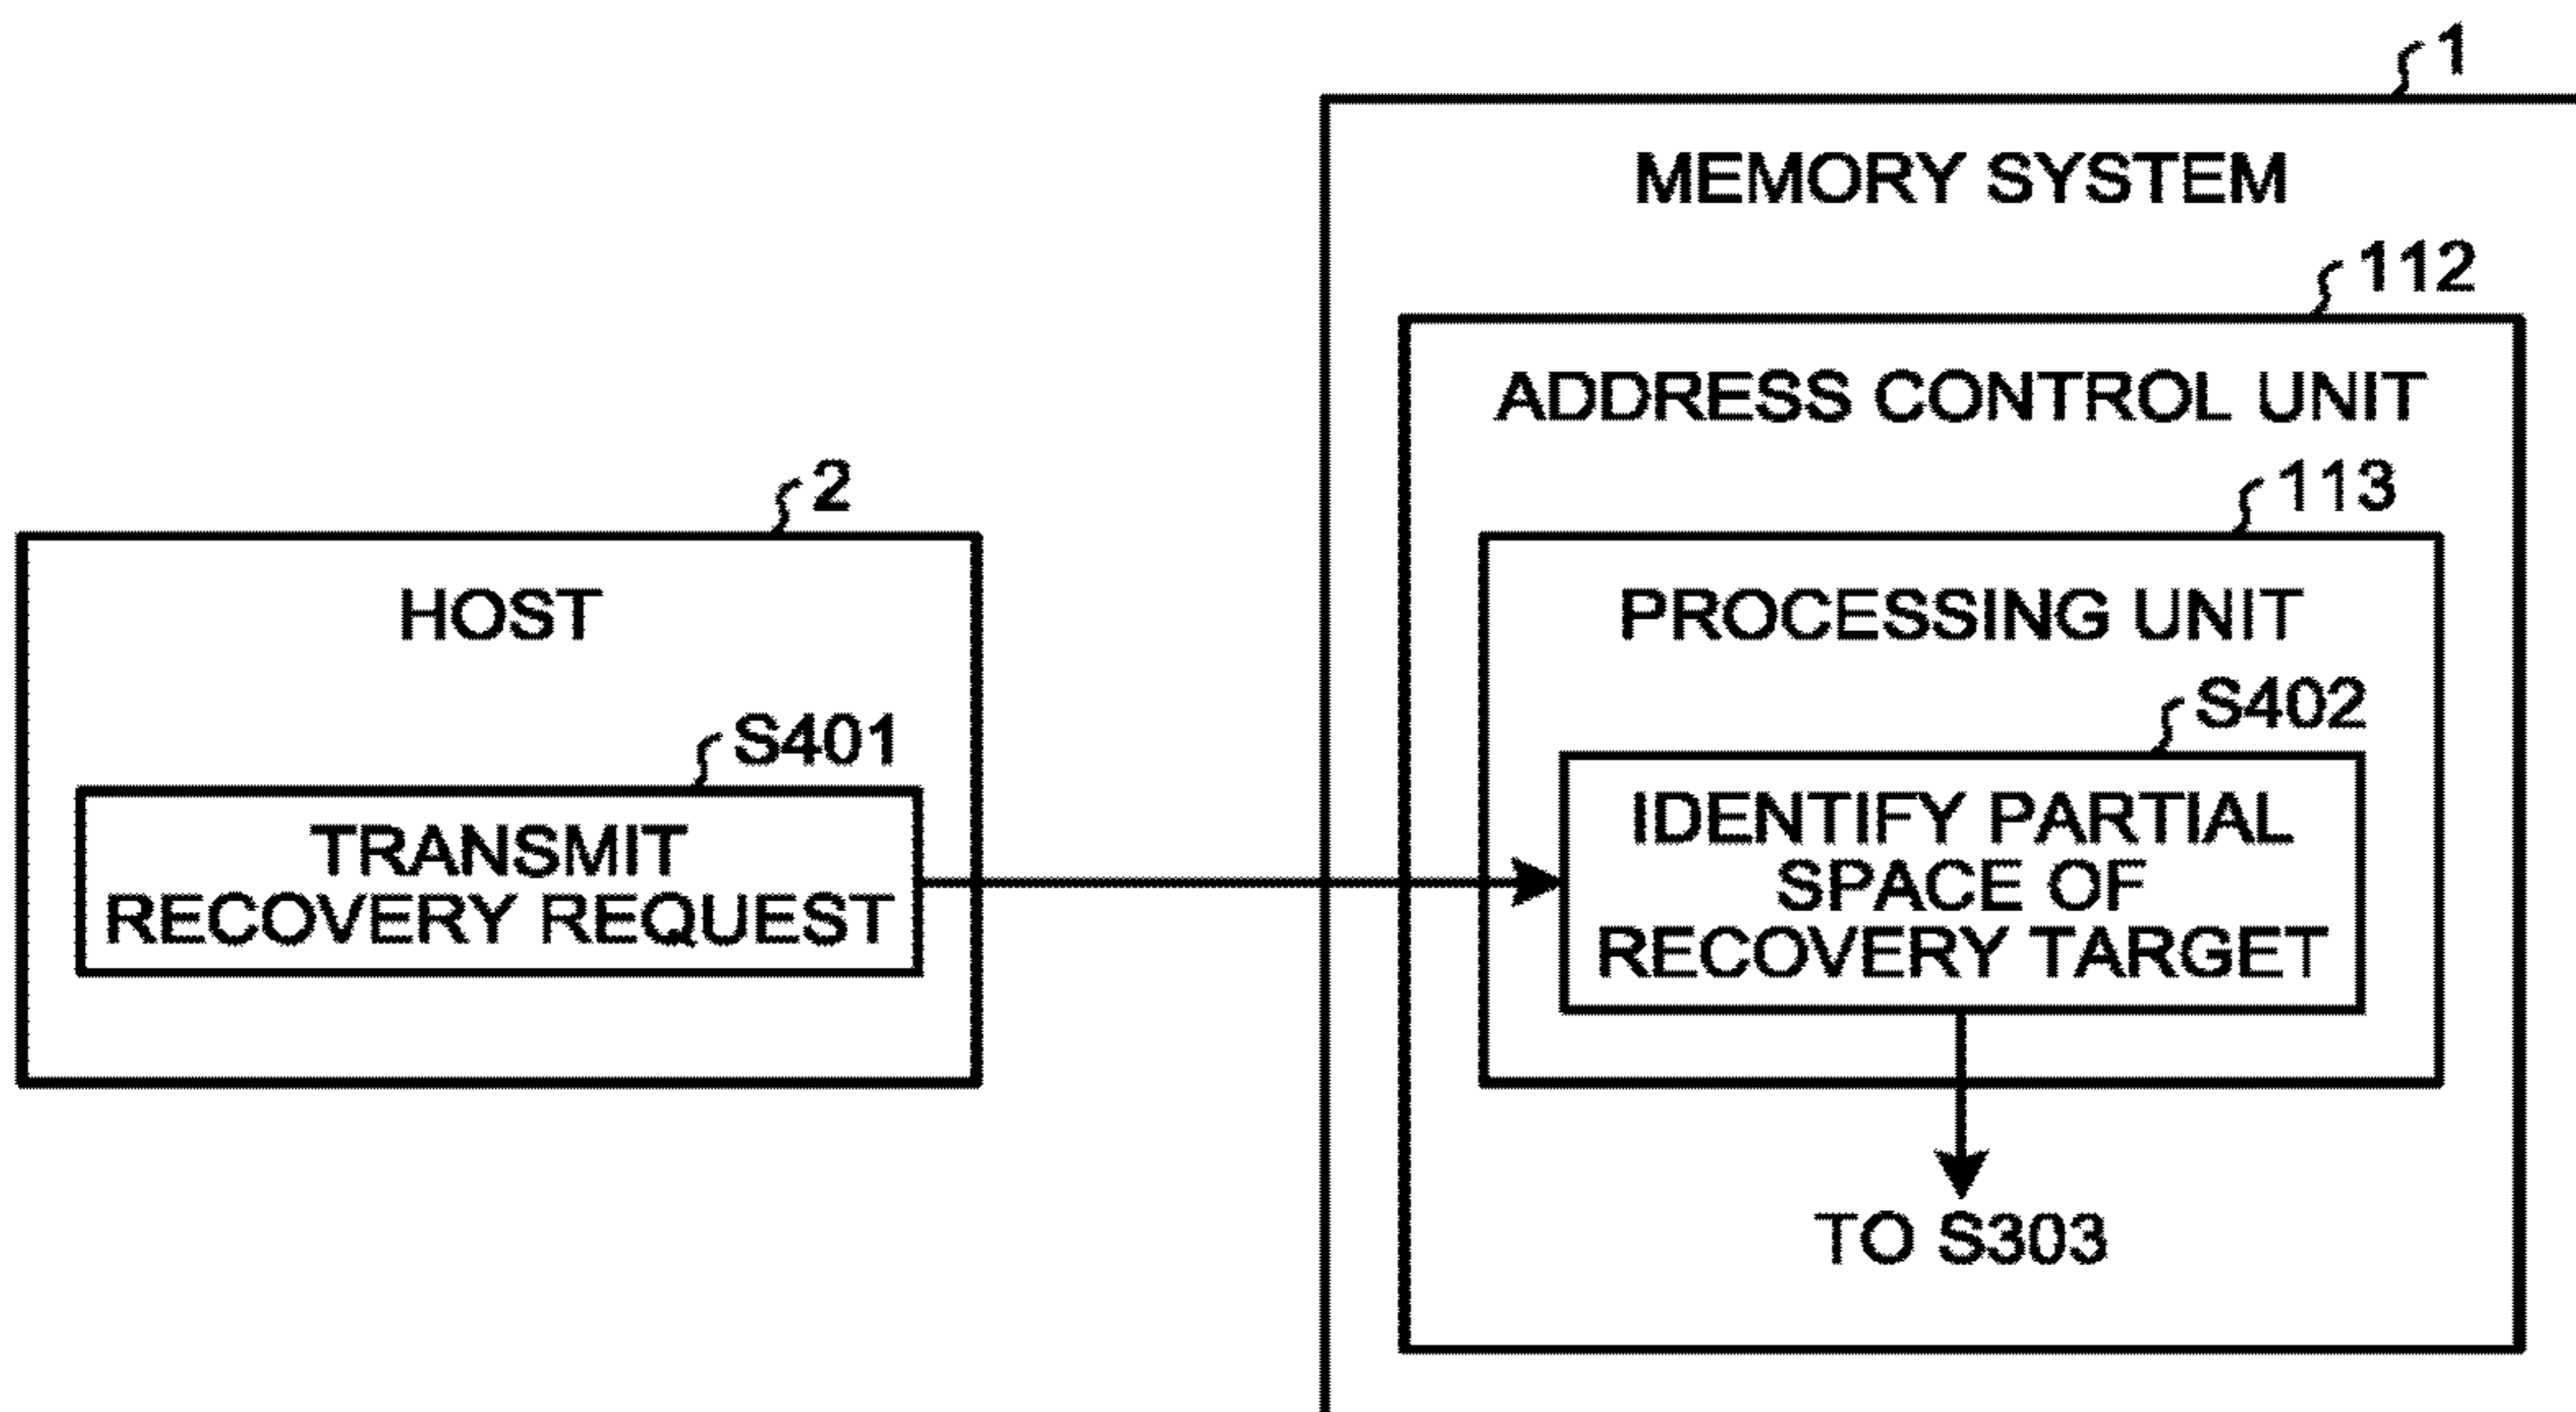 1
MEMORY SYSTEM
112
ADDRESS CONTROL UNIT
2
113
HOST
PROCESSING UNIT
S401
S402
TRANSMIT
RECOVERY REQUEST
IDENTIFY PARTIAL
SPACE OF
RECOVERY TARGET
TO S303